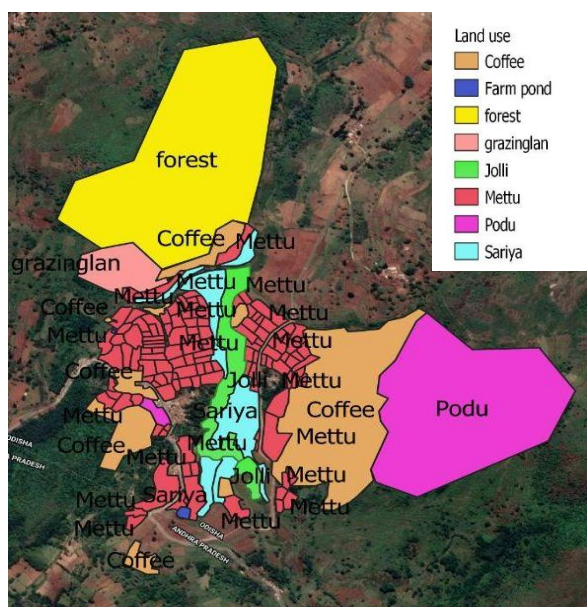 Land use
Coffee
Farm pond
forest
grazinglan
Jolli
Mettu
Podu
Sariya
forest
Coffee
Mettu
grazinglan
Mettu
Mettu
Mettu
Coffee
Mettu
Mettu
Mettu
Mettu
Mettu
Coffee
Jolli
Mettu
Mettu
Sariya
Coffee
Podu
Coffee
Mettu
Mettu
ODISHA
ANDHRA PRADESH
Mettu
Jolli
Mettu
Mettu
Sariya
Mettu
Mettu
Mettu
ODISHA
ANDHRA PRADESH
Coffee